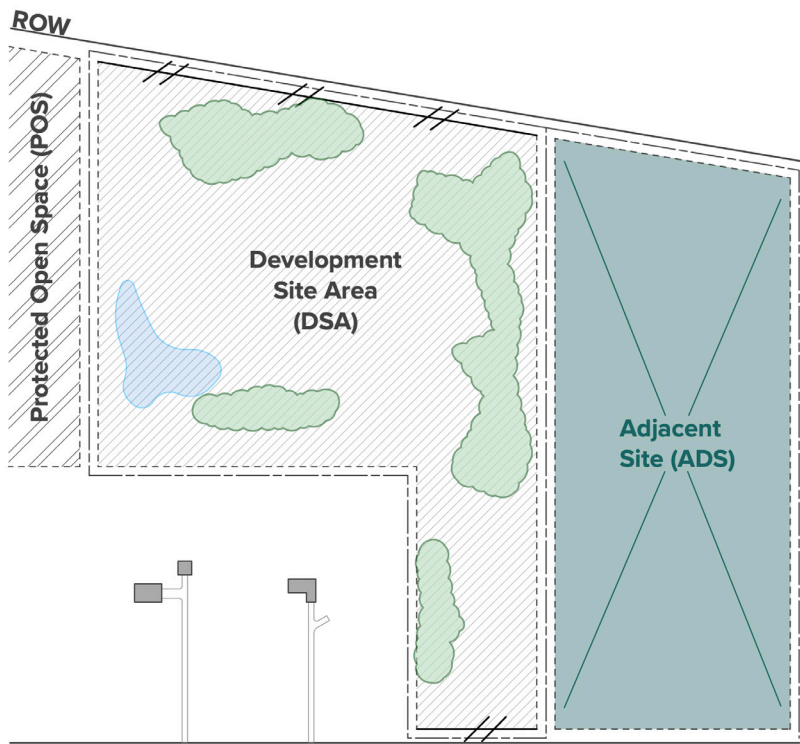 ROW
Protected Open Space (POS)
Development
Site Area
(DSA)
Adjacent
Site (ADS)